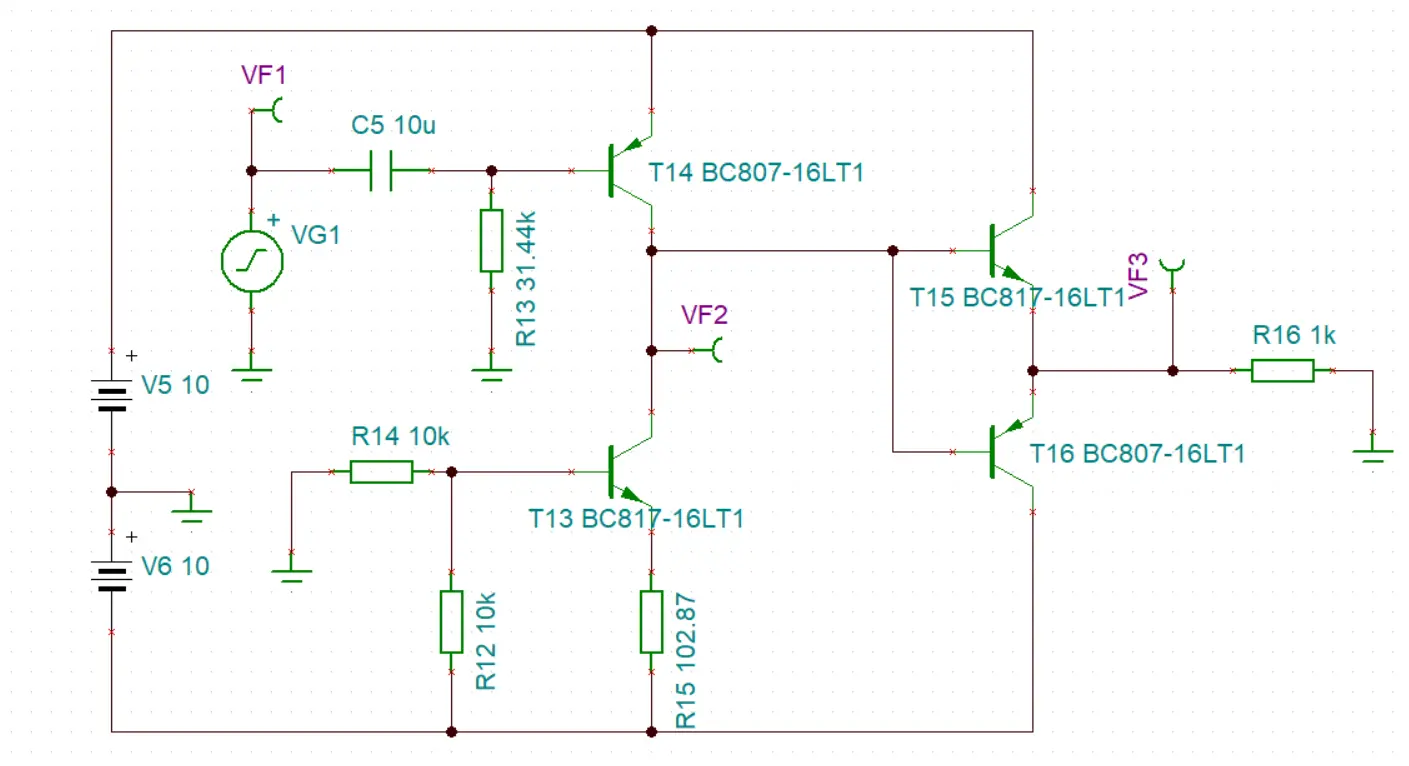 VF1
C5 10u
T14 BC807-16LT1
+
VG1
R13 31.44k
VF3
T15 BC817-16LT1
VF2
R16 1k
+
V5 10
R14 10k
T16 BC807-16LT1
T13 BC817-16LT1
+
V6 10
R12 10k
R15 102.87